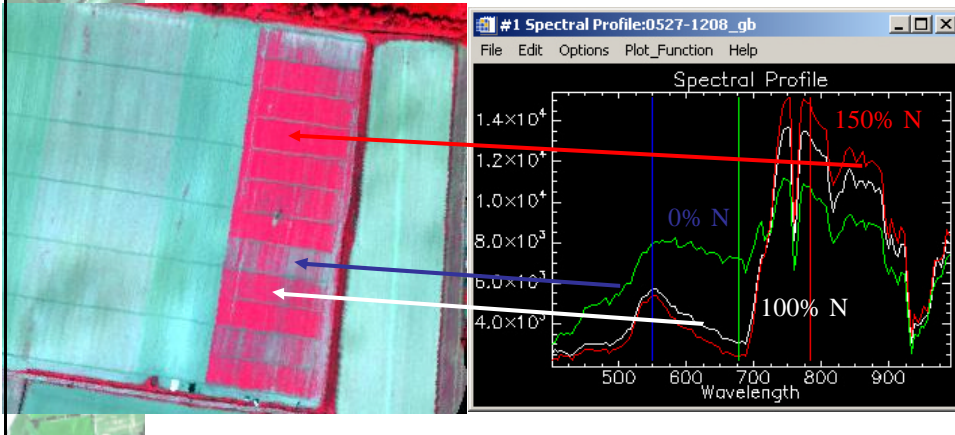 #1 Spectral Profile:0527-1208_gb
File Edit Options Plot_Function Help
Spectral Profile
1.4×10⁴
150% N
1.2×10⁴
1.0×10⁴
0% N
8.0×10³
6.0×10³
100% N
4.0×10³
500 600 700 800 900
Wavelength